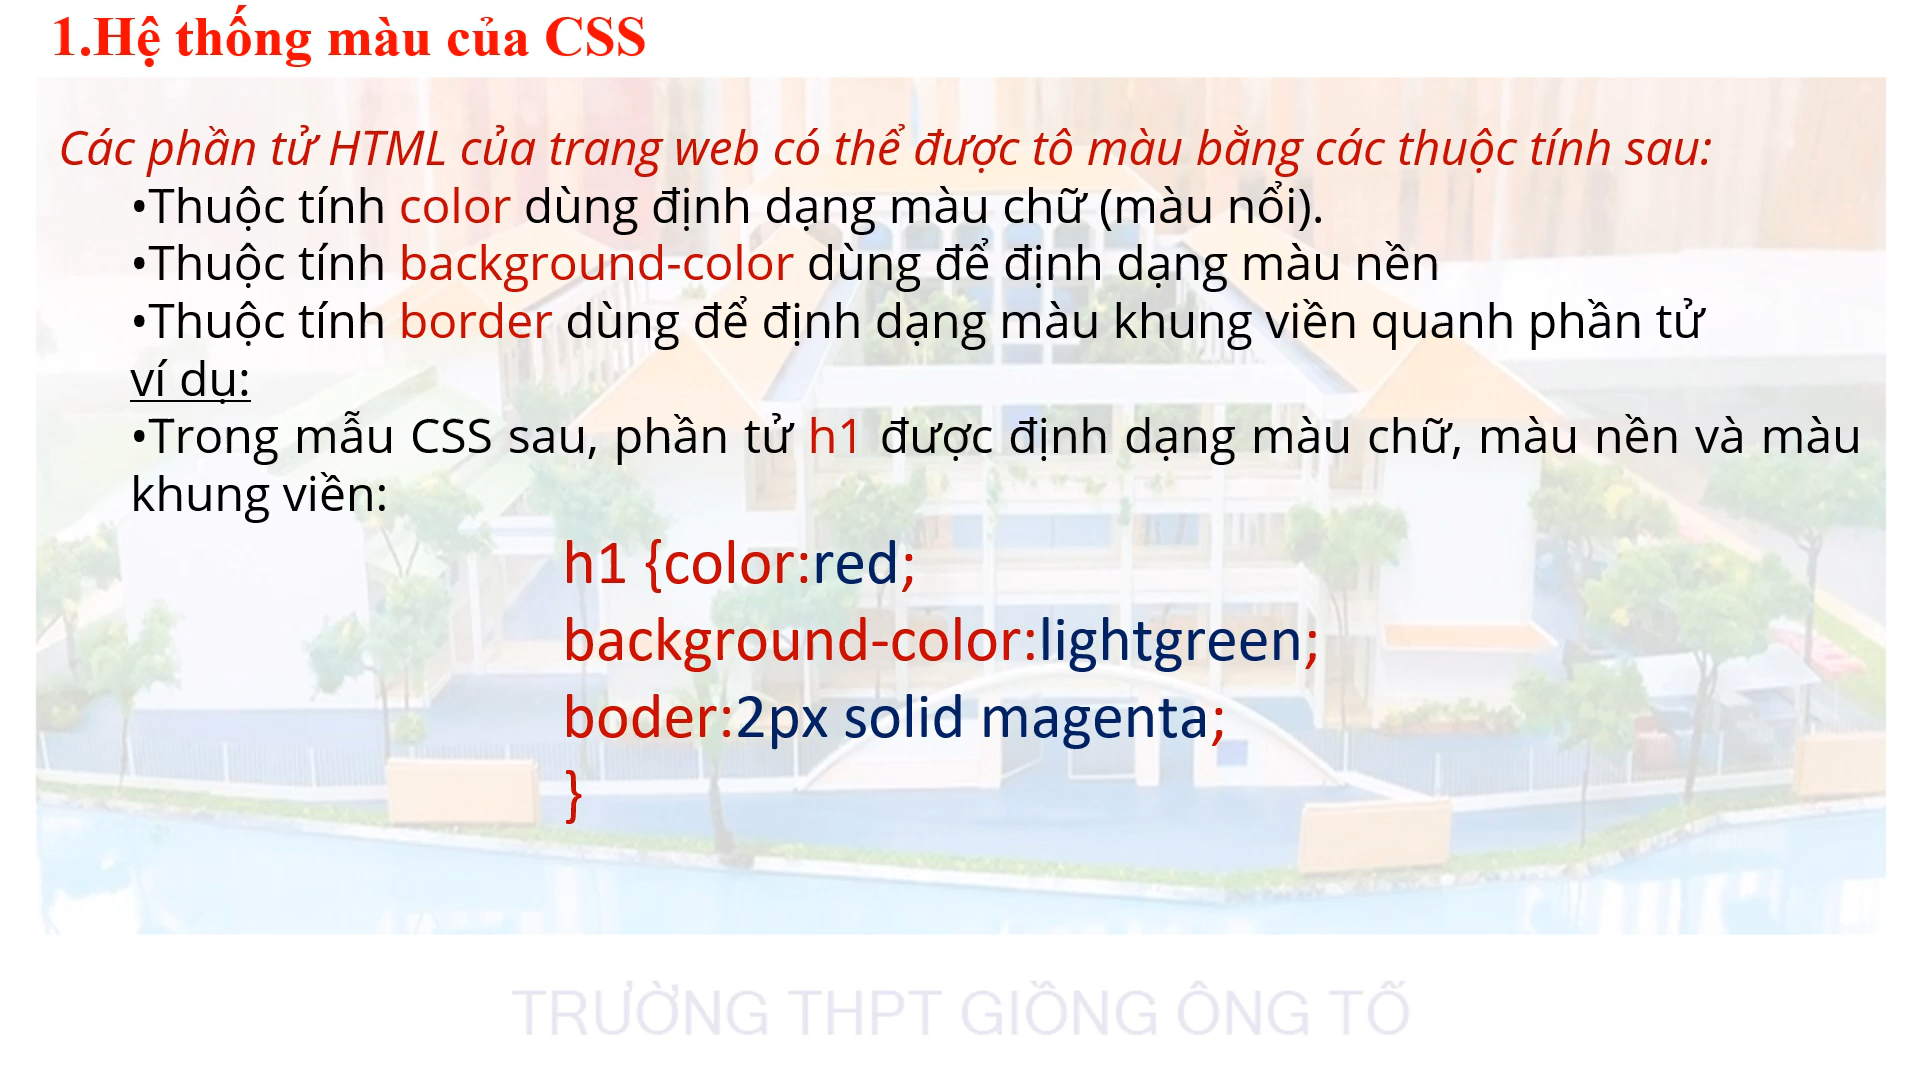 1.Hệ thống màu của CSS
Các phần tử HTML của trang web có thể được tô màu bằng các thuộc tính sau:
•Thuộc tính color dùng định dạng màu chữ (màu nổi).
•Thuộc tính background-color dùng để định dạng màu nền
•Thuộc tính border dùng để định dạng màu khung viền quanh phần tử
ví dụ:
•Trong mẫu CSS sau, phần tử h1 được định dạng màu chữ, màu nền và màu
khung viền:
h1 {color:red;
background-color:lightgreen;
boder:2px solid magenta;
}
TRƯỜNG THPT GIỒNG ÔNG TỐ